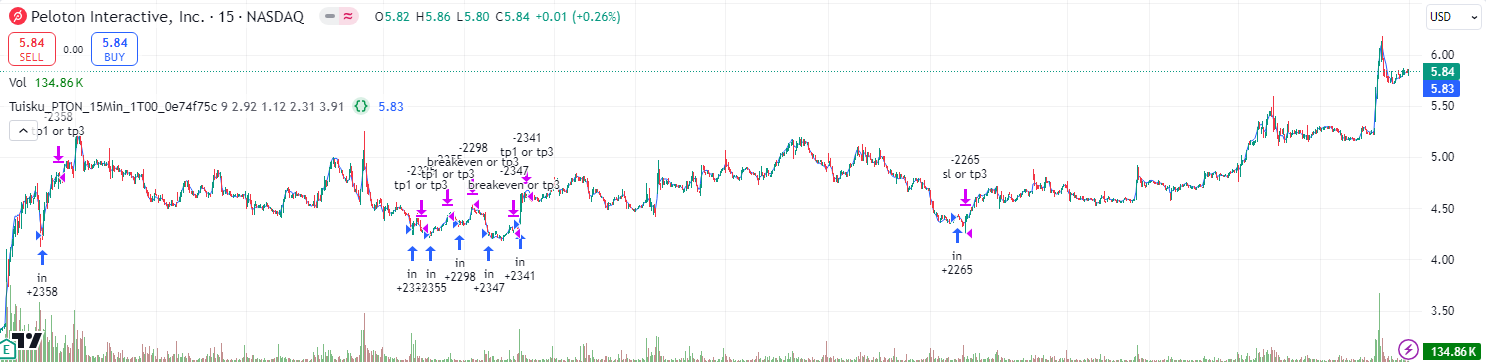 Peloton Interactive, Inc. · 15 · NASDAQ O5.82 H5.86 L5.80 C5.84 +0.01 (+0.26%)
USD
5.84 SELL
0.00
5.84 BUY
Vol 134.86 K
Tuisku_PTON_15Min_1T00_0e74f75c 9 2.92 1.12 2.31 3.91 {} 5.83
-2358
tp1 or tp3
in
+2358
tp1 or tp3
in
tp1 or tp3
in
+2355
-2298
breakeven or tp3
in
+2298
-2347
breakeven or tp3
in
+2347
-2341
tp1 or tp3
in
+2341
-2265
sl or tp3
in
+2265
6.00
5.84
5.83
5.50
5.00
4.50
4.00
3.50
134.86 K
E